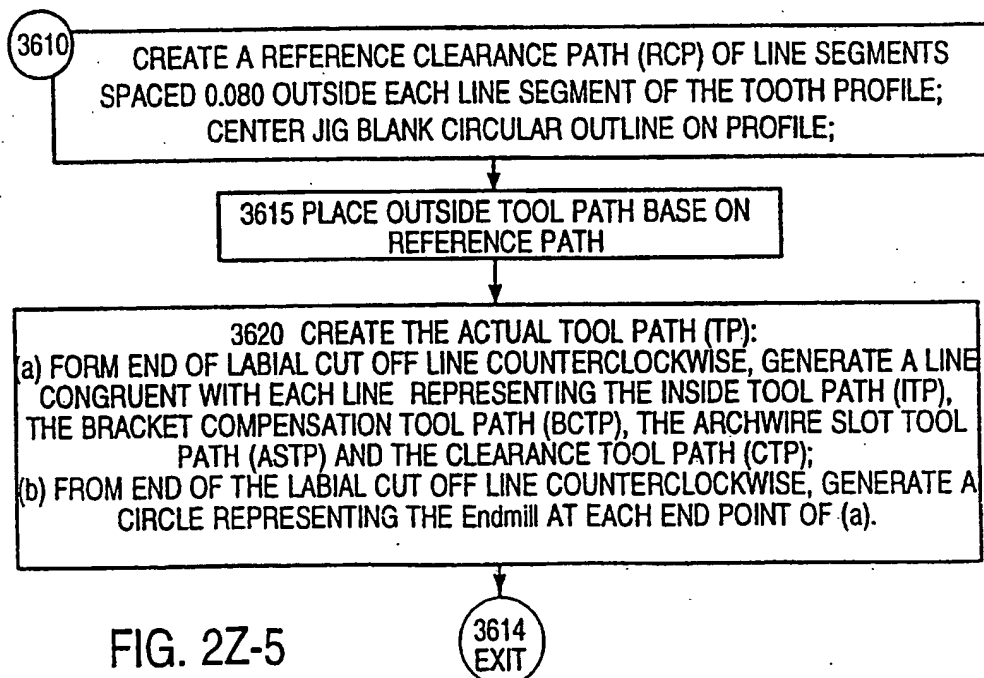 3610
CREATE A REFERENCE CLEARANCE PATH (RCP) OF LINE SEGMENTS
SPACED 0.080 OUTSIDE EACH LINE SEGMENT OF THE TOOTH PROFILE;
CENTER JIG BLANK CIRCULAR OUTLINE ON PROFILE;
3615 PLACE OUTSIDE TOOL PATH BASE ON
REFERENCE PATH
3620 CREATE THE ACTUAL TOOL PATH (TP):
(a) FORM END OF LABIAL CUT OFF LINE COUNTERCLOCKWISE, GENERATE A LINE
CONGRUENT WITH EACH LINE REPRESENTING THE INSIDE TOOL PATH (ITP),
THE BRACKET COMPENSATION TOOL PATH (BCTP), THE ARCHWIRE SLOT TOOL
PATH (ASTP) AND THE CLEARANCE TOOL PATH (CTP);
(b) FROM END OF THE LABIAL CUT OFF LINE COUNTERCLOCKWISE, GENERATE A
CIRCLE REPRESENTING THE Endmill AT EACH END POINT OF (a).
3614
EXIT
FIG. 2Z-5